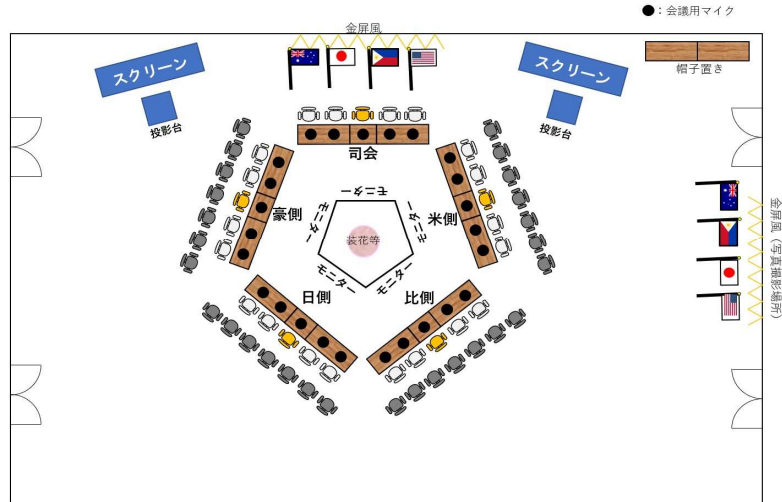 ●：会議用マイク
金屏風
スクリーン
スクリーン
帽子置き
投影台
投影台
司会
モニター
豪側
モニター
米側
モニター
装花等
日側
モニター
モニター
比側
金屏風（写真撮影場所）